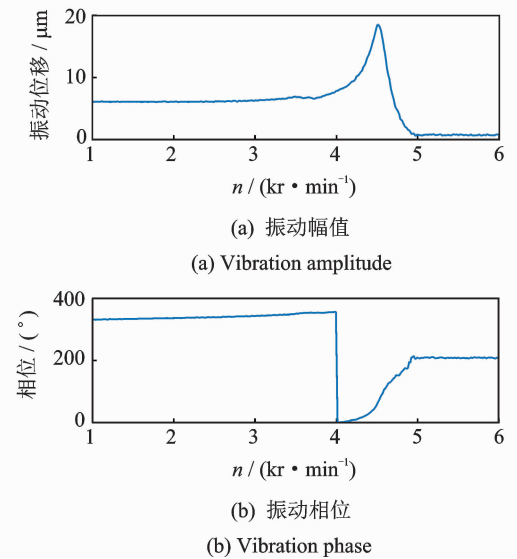 20
10
0
振动位移 / μm
1 2 3 4 5 6
n / (kr · min⁻¹)
(a) 振动幅值
(a) Vibration amplitude
400
200
0
相位 / (°)
1 2 3 4 5 6
n / (kr · min⁻¹)
(b) 振动相位
(b) Vibration phase